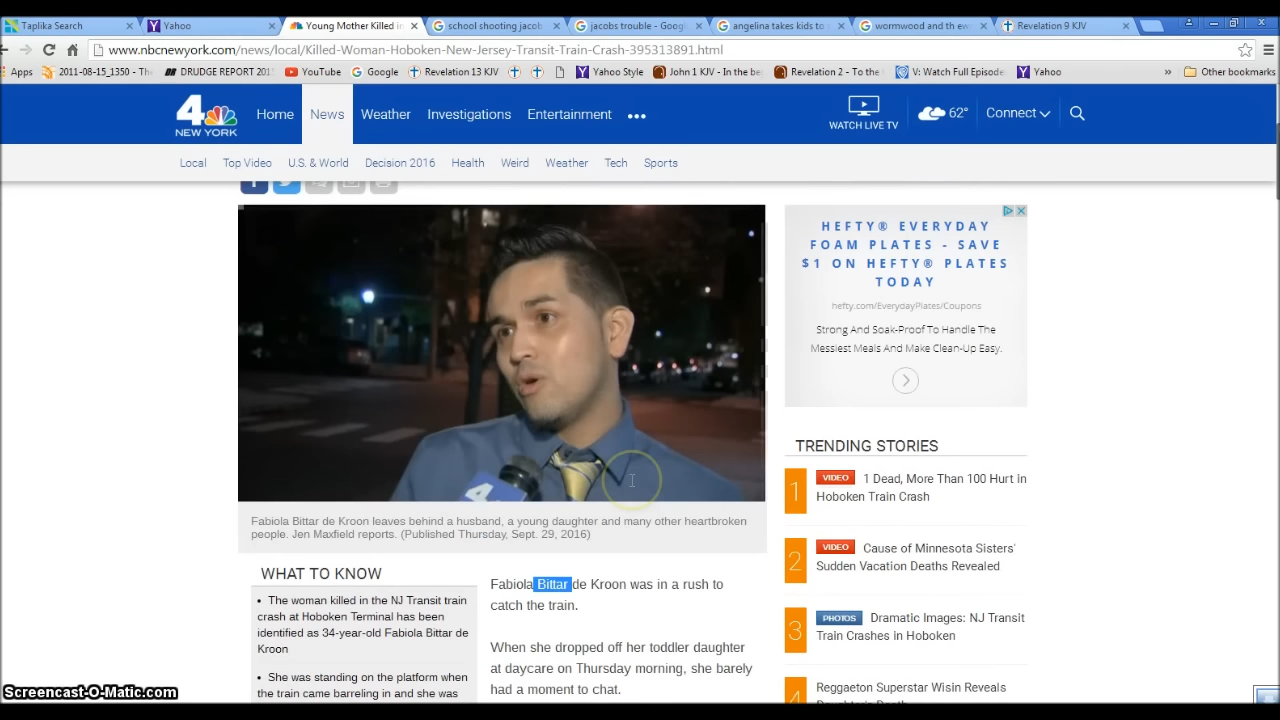 Taplika Search
Yahoo
Young Mother Killed in
school shooting jacob
jacobs trouble - Goog
angelina takes kids to
wormwood and th ew
Revelation 9 KJV
www.nbcnewyork.com/news/local/Killed-Woman-Hoboken-New-Jersey-Transit-Train-Crash-395313891.html
Apps
2011-08-15_1350 - Th
DRUDGE REPORT 201
YouTube
Google
Revelation 13 KJV
Yahoo Style
John 1 KJV - In the be
Revelation 2 - To the
V: Watch Full Episode
Yahoo
»
Other bookmarks
4
NEW YORK
Home
News
Weather
Investigations
Entertainment
•••
WATCH LIVE TV
62°
Connect
Local
Top Video
U.S. & World
Decision 2016
Health
Weird
Weather
Tech
Sports
4
HEFTY® EVERYDAY
FOAM PLATES - SAVE
$1 ON HEFTY® PLATES
TODAY
hefty.com/EverydayPlates/Coupons
Strong And Soak-Proof To Handle The
Messiest Meals And Make Clean-Up Easy.
Fabiola Bittar de Kroon leaves behind a husband, a young daughter and many other heartbroken
people. Jen Maxfield reports. (Published Thursday, Sept. 29, 2016)
WHAT TO KNOW
• The woman killed in the NJ Transit train
crash at Hoboken Terminal has been
identified as 34-year-old Fabiola Bittar de
Kroon
• She was standing on the platform when
the train came barreling in and she was
Fabiola Bittar de Kroon was in a rush to
catch the train.
When she dropped off her toddler daughter
at daycare on Thursday morning, she barely
had a moment to chat.
TRENDING STORIES
1
VIDEO 1 Dead, More Than 100 Hurt in
Hoboken Train Crash
2
VIDEO Cause of Minnesota Sisters'
Sudden Vacation Deaths Revealed
3
PHOTOS Dramatic Images: NJ Transit
Train Crashes in Hoboken
4
Reggaeton Superstar Wisin Reveals
Screencast-O-Matic.com